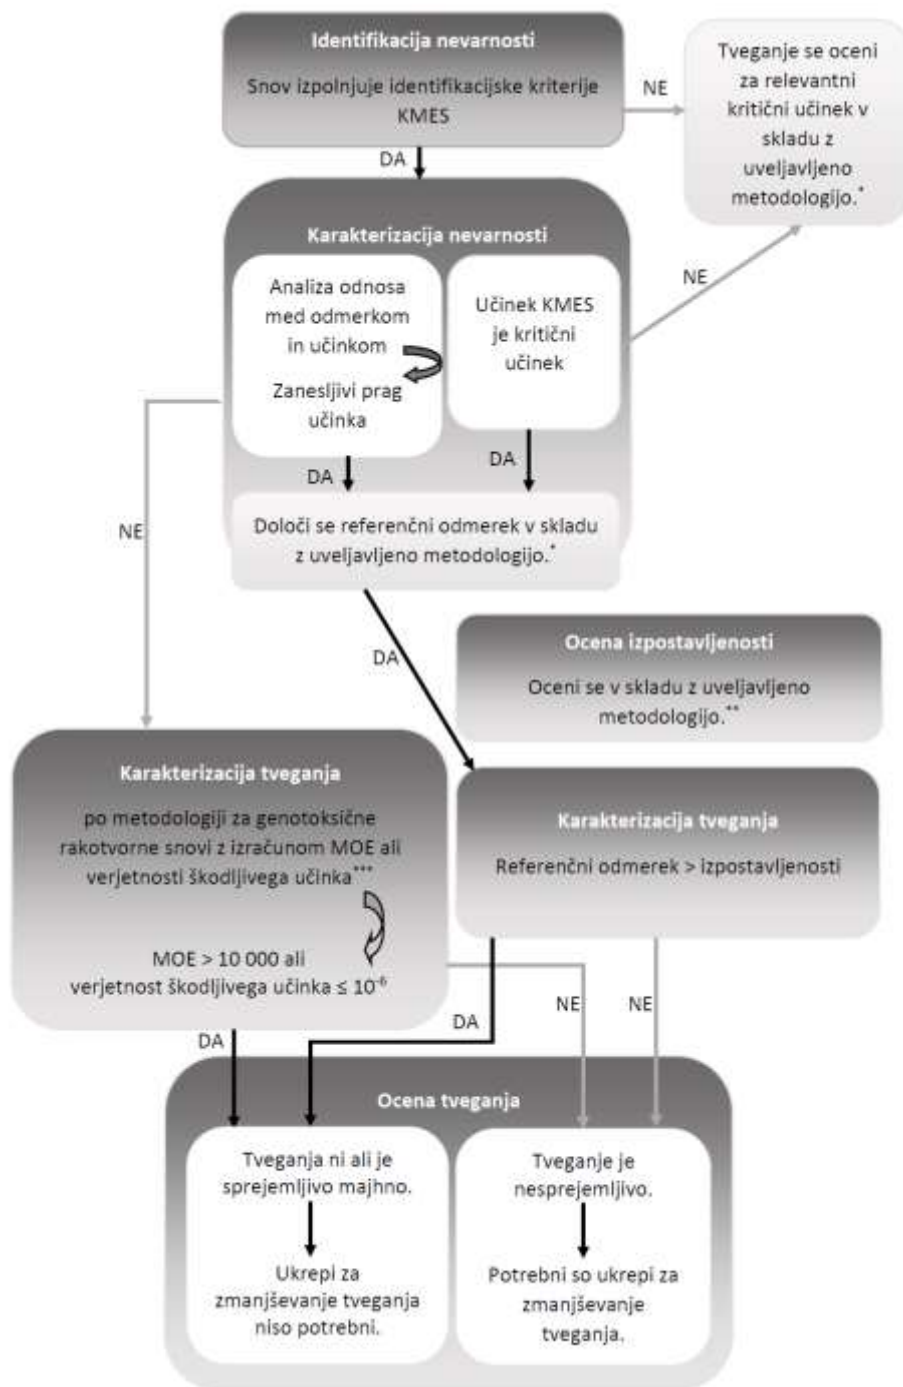 Identifikacija nevarnosti
Snov izpolnjuje identifikacijske kriterije
KMES
NE
Tveganje se oceni
za relevantni
kritični učinek v
skladu z
uveljavljeno
metodologijo.*
DA
Karakterizacija nevarnosti
NE
Analiza odnosa
med odmerkom
in učinkom
Zanesljivi prag
učinka
Učinek KMES
je kritični
učinek
DA
DA
NE
Določi se referenčni odmerek v skladu
z uveljavljeno metodologijo.*
DA
Ocena izpostavljenosti
Oceni se v skladu z uveljavljeno
metodologijo.**
Karakterizacija tveganja
po metodologiji za genotoksične
rakotvorne snovi z izračunom MOE ali
verjetnosti škodljivega učinka***
MOE > 10 000 ali
verjetnost škodljivega učinka ≤ 10⁻⁶
Karakterizacija tveganja
Referenčni odmerek > izpostavljenosti
DA
DA
NE
NE
Ocena tveganja
Tveganja ni ali je
sprejemljivo majhno.
Ukrepi za
zmanjševanje tveganja
niso potrebni.
Tveganje je
nesprejemljivo.
Potrebni so ukrepi za
zmanjševanje
tveganja.